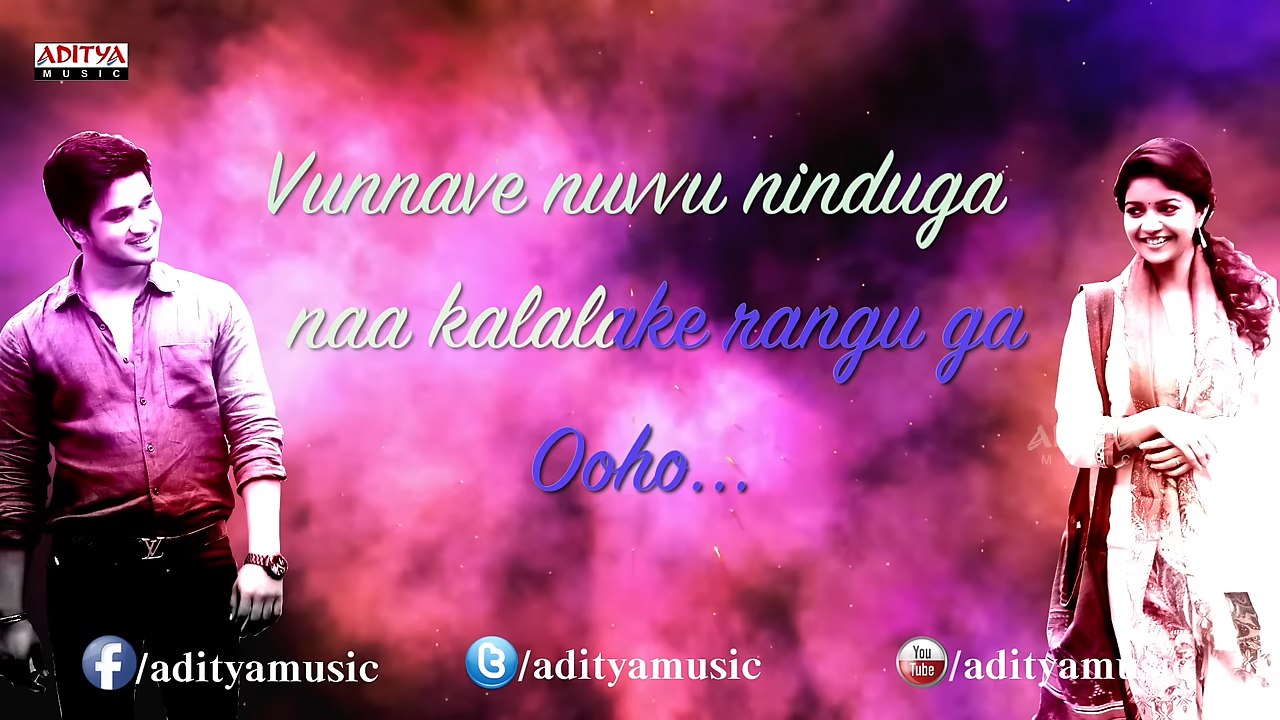 ADITYA
MUSIC
Vunnave nuvvu ninduga
naa kalalake rangu ga
Ooho...
/adityamusic
/adityamusic
You
Tube
/adityamu